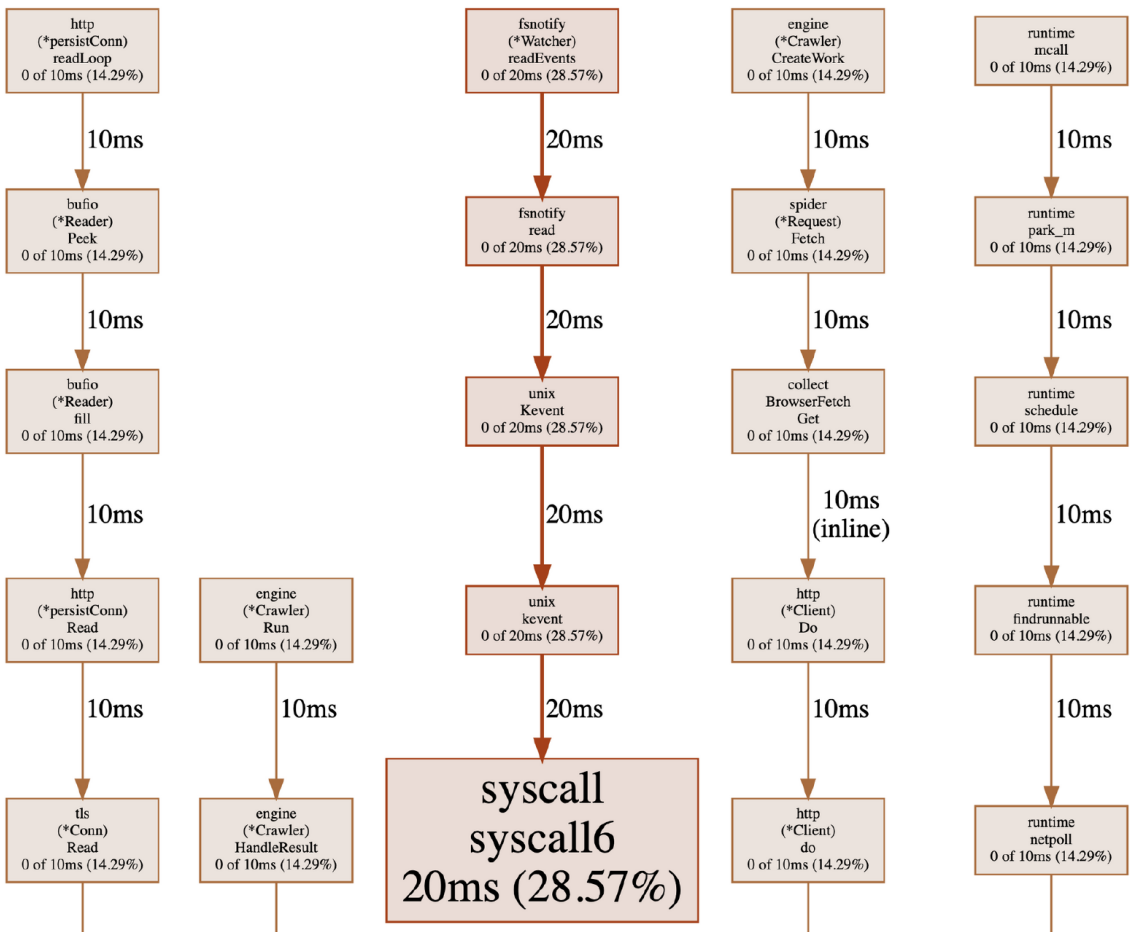 http
(*persistConn)
readLoop
0 of 10ms (14.29%)
fsnotify
(*Watcher)
readEvents
0 of 20ms (28.57%)
engine
(*Crawler)
CreateWork
0 of 10ms (14.29%)
runtime
mcall
0 of 10ms (14.29%)
10ms
20ms
10ms
10ms
bufio
(*Reader)
Peek
0 of 10ms (14.29%)
fsnotify
read
0 of 20ms (28.57%)
spider
(*Request)
Fetch
0 of 10ms (14.29%)
runtime
park_m
0 of 10ms (14.29%)
10ms
20ms
10ms
10ms
bufio
(*Reader)
fill
0 of 10ms (14.29%)
unix
Kevent
0 of 20ms (28.57%)
collect
BrowserFetch
Get
0 of 10ms (14.29%)
runtime
schedule
0 of 10ms (14.29%)
10ms
20ms
10ms
(inline)
10ms
http
(*persistConn)
Read
0 of 10ms (14.29%)
engine
(*Crawler)
Run
0 of 10ms (14.29%)
unix
kevent
0 of 20ms (28.57%)
http
(*Client)
Do
0 of 10ms (14.29%)
runtime
findrunnable
0 of 10ms (14.29%)
10ms
10ms
20ms
10ms
10ms
tls
(*Conn)
Read
0 of 10ms (14.29%)
engine
(*Crawler)
HandleResult
0 of 10ms (14.29%)
syscall
syscall6
20ms (28.57%)
http
(*Client)
do
0 of 10ms (14.29%)
runtime
netpoll
0 of 10ms (14.29%)